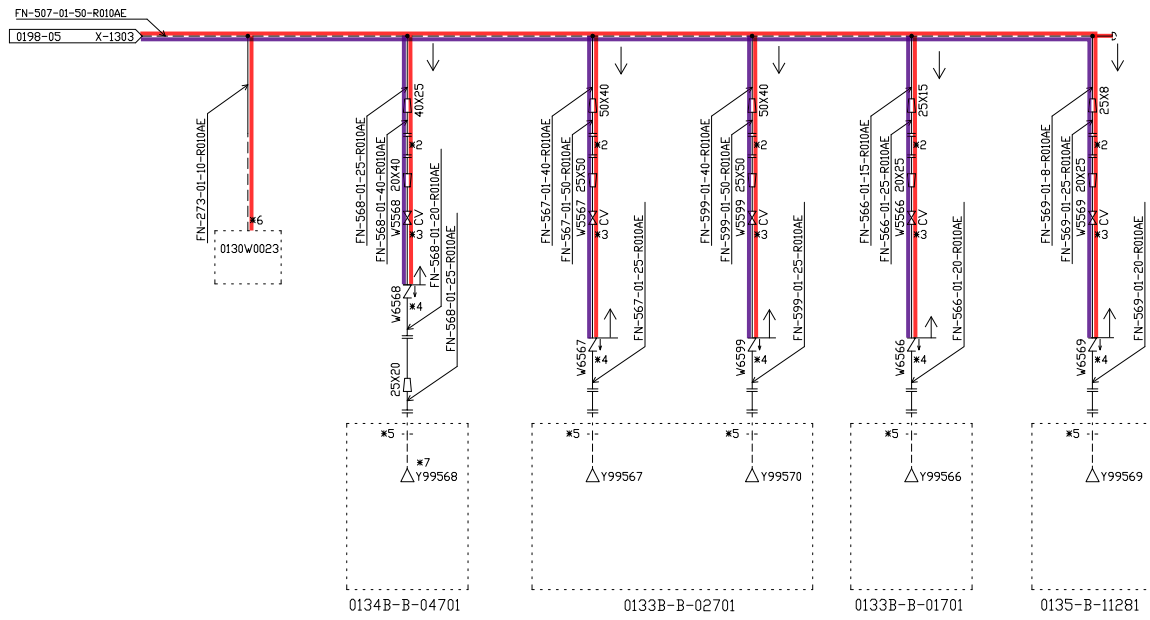 FN-507-01-50-R010AE
0198-05 X-1303
FN-273-01-10-R010AE
*6
0130W0023
FN-568-01-25-R010AE
40X25
FN-568-01-40-R010AE
*2
W5568 20X40
CV
*3
FN-568-01-20-R010AE
FN-568-01-25-R010AE
W6568
*4
25X20
*5
*7
Y99568
0134B-B-04701
FN-567-01-40-R010AE
50X40
FN-567-01-50-R010AE
*2
W5567 25X50
CV
*3
FN-567-01-25-R010AE
W6567
*4
*5
Y99567
FN-599-01-40-R010AE
50X40
FN-599-01-50-R010AE
*2
W5599 25X50
CV
*3
FN-599-01-25-R010AE
W6599
*4
*5
Y99570
0133B-B-02701
FN-566-01-15-R010AE
25X15
FN-566-01-25-R010AE
*2
W5566 20X25
CV
*3
FN-566-01-20-R010AE
W6566
*4
*5
Y99566
0133B-B-01701
FN-569-01-8-R010AE
25X8
FN-569-01-25-R010AE
*2
W5569 20X25
CV
*3
FN-569-01-20-R010AE
W6569
*4
*5
Y99569
0135-B-11281